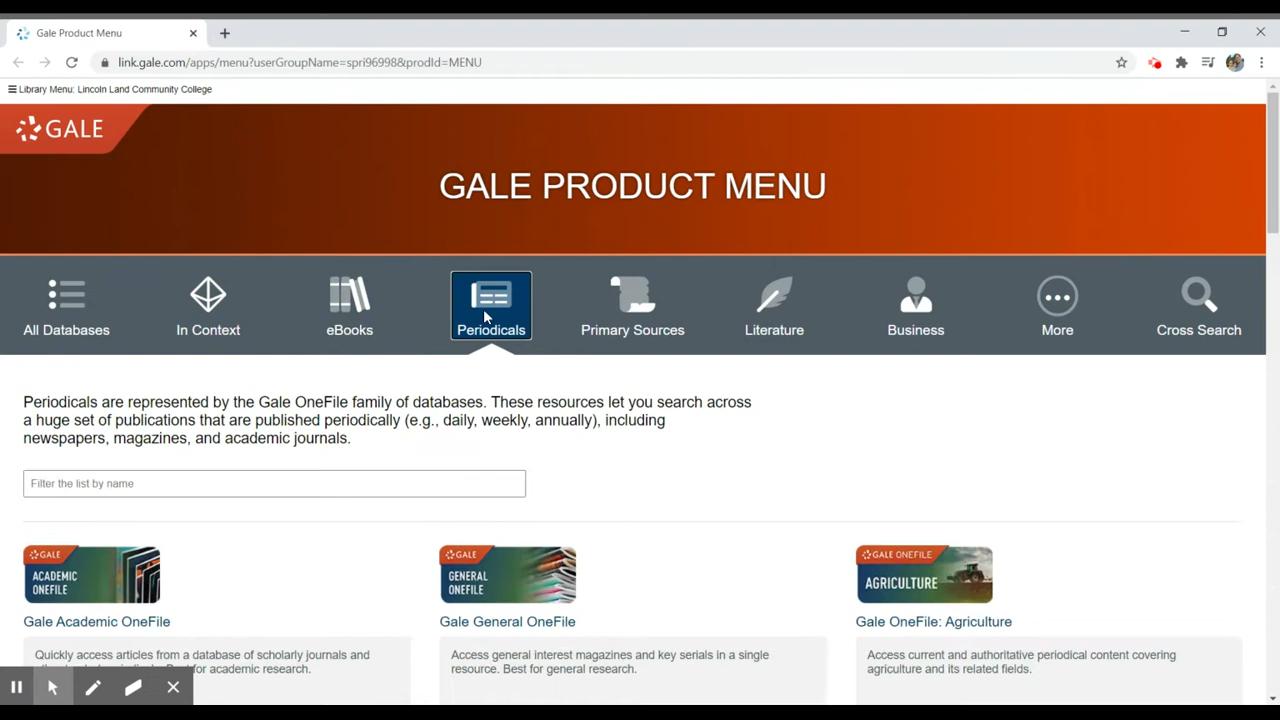 Gale Product Menu
link.gale.com/apps/menu?userGroupName=spri96998&prodId=MENU
Library Menu: Lincoln Land Community College
GALE
GALE PRODUCT MENU
All Databases
In Context
eBooks
Periodicals
Primary Sources
Literature
Business
More
Cross Search
Periodicals are represented by the Gale OneFile family of databases. These resources let you search across
a huge set of publications that are published periodically (e.g., daily, weekly, annually), including
newspapers, magazines, and academic journals.
Filter the list by name
GALE
ACADEMIC
ONEFILE
Gale Academic OneFile
Quickly access articles from a database of scholarly journals and
for academic research.
GALE
GENERAL
ONEFILE
Gale General OneFile
Access general interest magazines and key serials in a single
resource. Best for general research.
GALE ONEFILE
AGRICULTURE
Gale OneFile: Agriculture
Access current and authoritative periodical content covering
agriculture and its related fields.